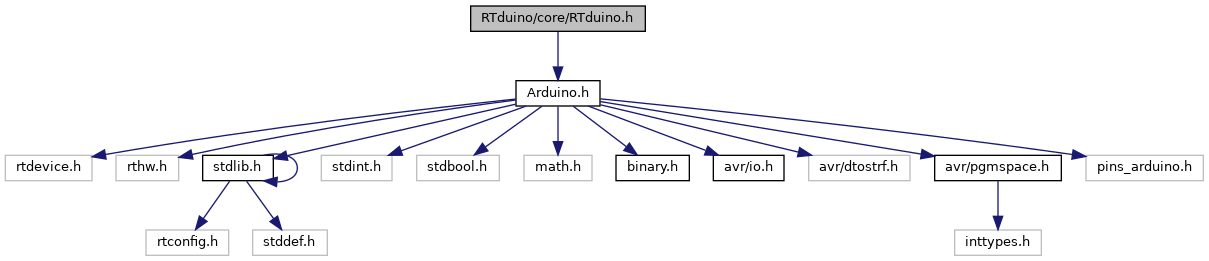 RTduino/core/RTduino.h
Arduino.h
rtdevice.h
rthw.h
stdlib.h
stdint.h
stdbool.h
math.h
binary.h
avr/io.h
avr/dtostrf.h
avr/pgmspace.h
pins_arduino.h
rtconfig.h
stddef.h
inttypes.h